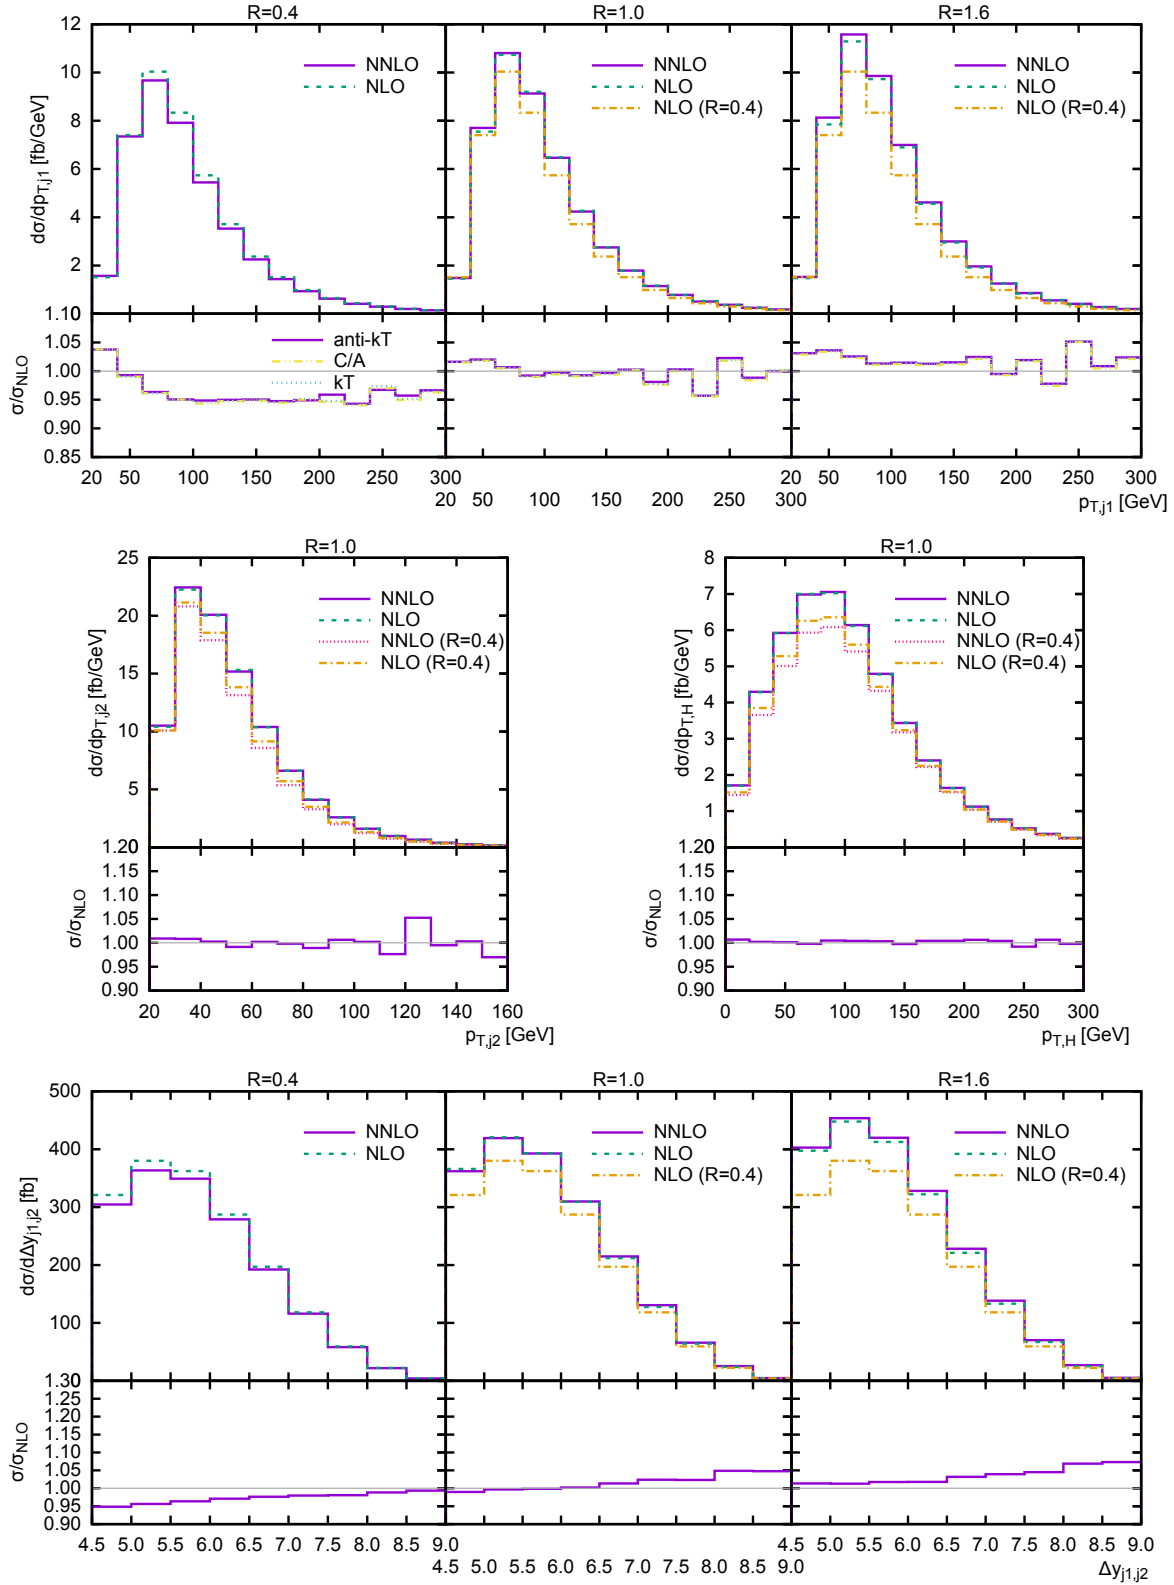 R=0.4 R=1.0 R=1.6
12
10
8
6
4
2
1.10
0
dσ/dpT,j1 [fb/GeV]
NNLO
NLO
NNLO
NLO
NLO (R=0.4)
NNLO
NLO
NLO (R=0.4)
1.05
1.00
0.95
0.90
0.85
σ/σNLO
anti-kT
C/A
kT
20 50 100 150 200 250 300
20 50 100 150 200 250 300
20 50 100 150 200 250 300
pT,j1 [GeV]
R=1.0 R=1.0
25
20
15
10
5
1.20
0
dσ/dpT,j2 [fb/GeV]
NNLO
NLO
NNLO (R=0.4)
NLO (R=0.4)
1.15
1.10
1.05
1.00
0.95
0.90
σ/σNLO
20 40 60 80 100 120 140 160
pT,j2 [GeV]
8
7
6
5
4
3
2
1
1.20
0
dσ/dpT,H [fb/GeV]
NNLO
NLO
NNLO (R=0.4)
NLO (R=0.4)
1.15
1.10
1.05
1.00
0.95
0.90
σ/σNLO
0 50 100 150 200 250 300
pT,H [GeV]
R=0.4 R=1.0 R=1.6
500
400
300
200
100
1.30
0
dσ/dΔyj1,j2 [fb]
NNLO
NLO
NNLO
NLO
NLO (R=0.4)
NNLO
NLO
NLO (R=0.4)
1.25
1.20
1.15
1.10
1.05
1.00
0.95
0.90
σ/σNLO
4.5 5.0 5.5 6.0 6.5 7.0 7.5 8.0 8.5 9.0
4.5 5.0 5.5 6.0 6.5 7.0 7.5 8.0 8.5 9.0
4.5 5.0 5.5 6.0 6.5 7.0 7.5 8.0 8.5 9.0
Δyj1,j2